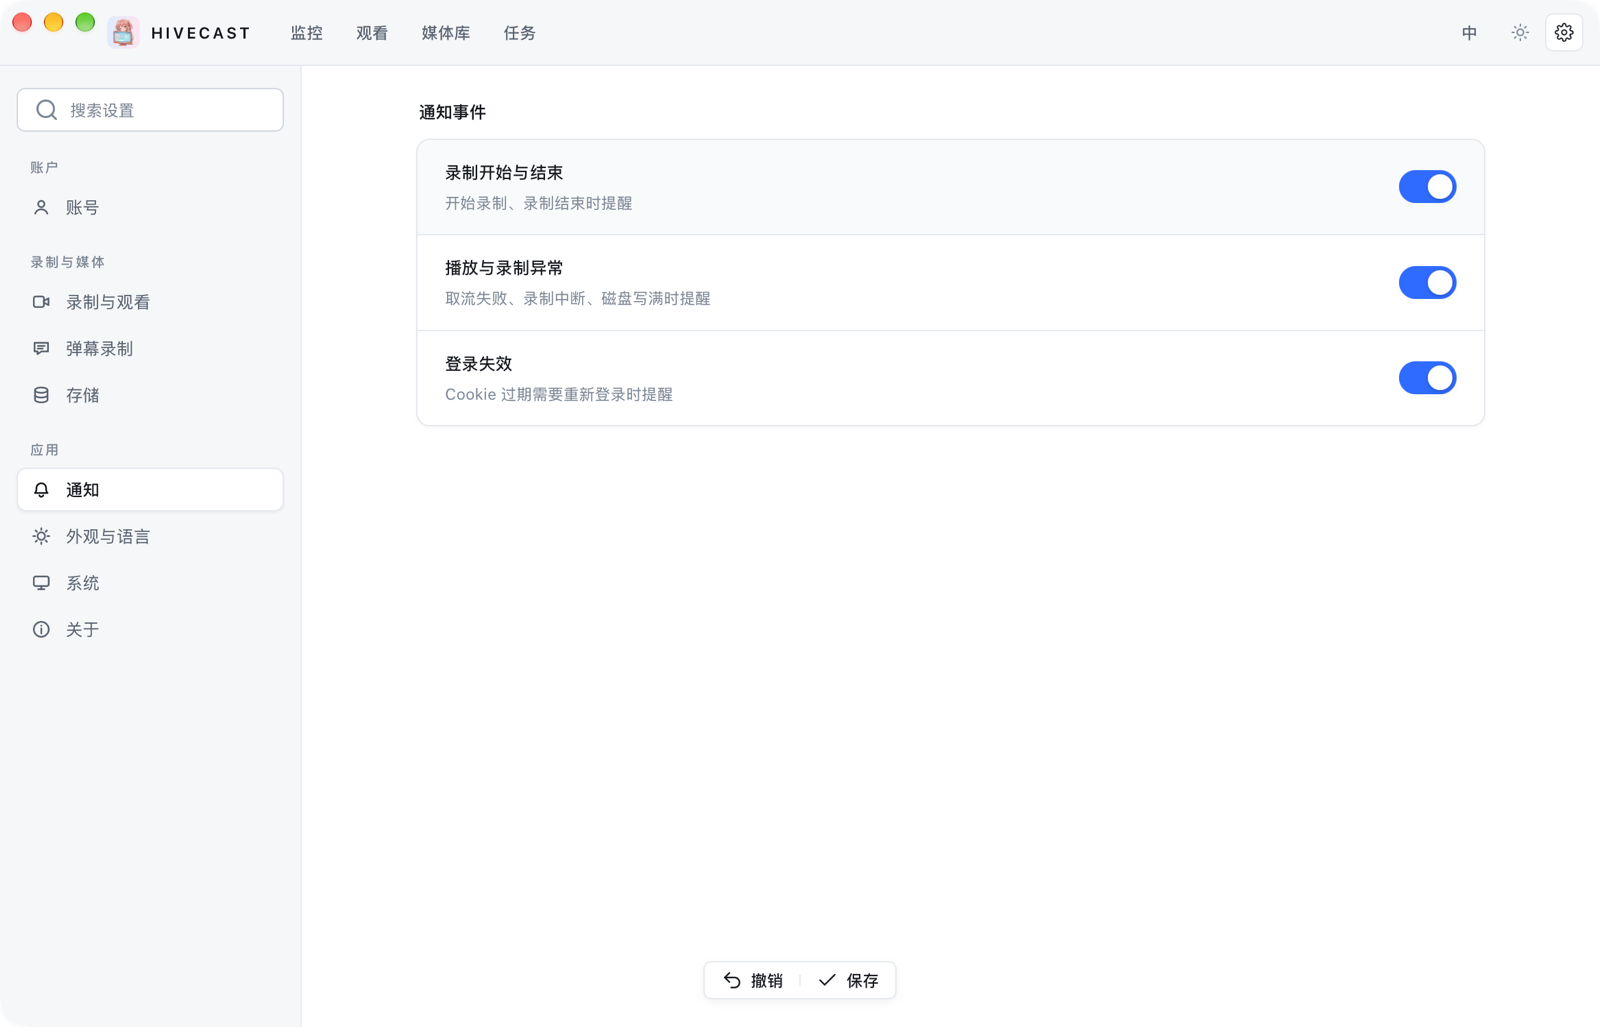 HIVECAST
监控
观看
媒体库
任务
中
搜索设置
账户
账号
录制与媒体
录制与观看
弹幕录制
存储
应用
通知
外观与语言
系统
关于
通知事件
录制开始与结束
开始录制、录制结束时提醒
播放与录制异常
取流失败、录制中断、磁盘写满时提醒
登录失效
Cookie 过期需要重新登录时提醒
撤销
保存